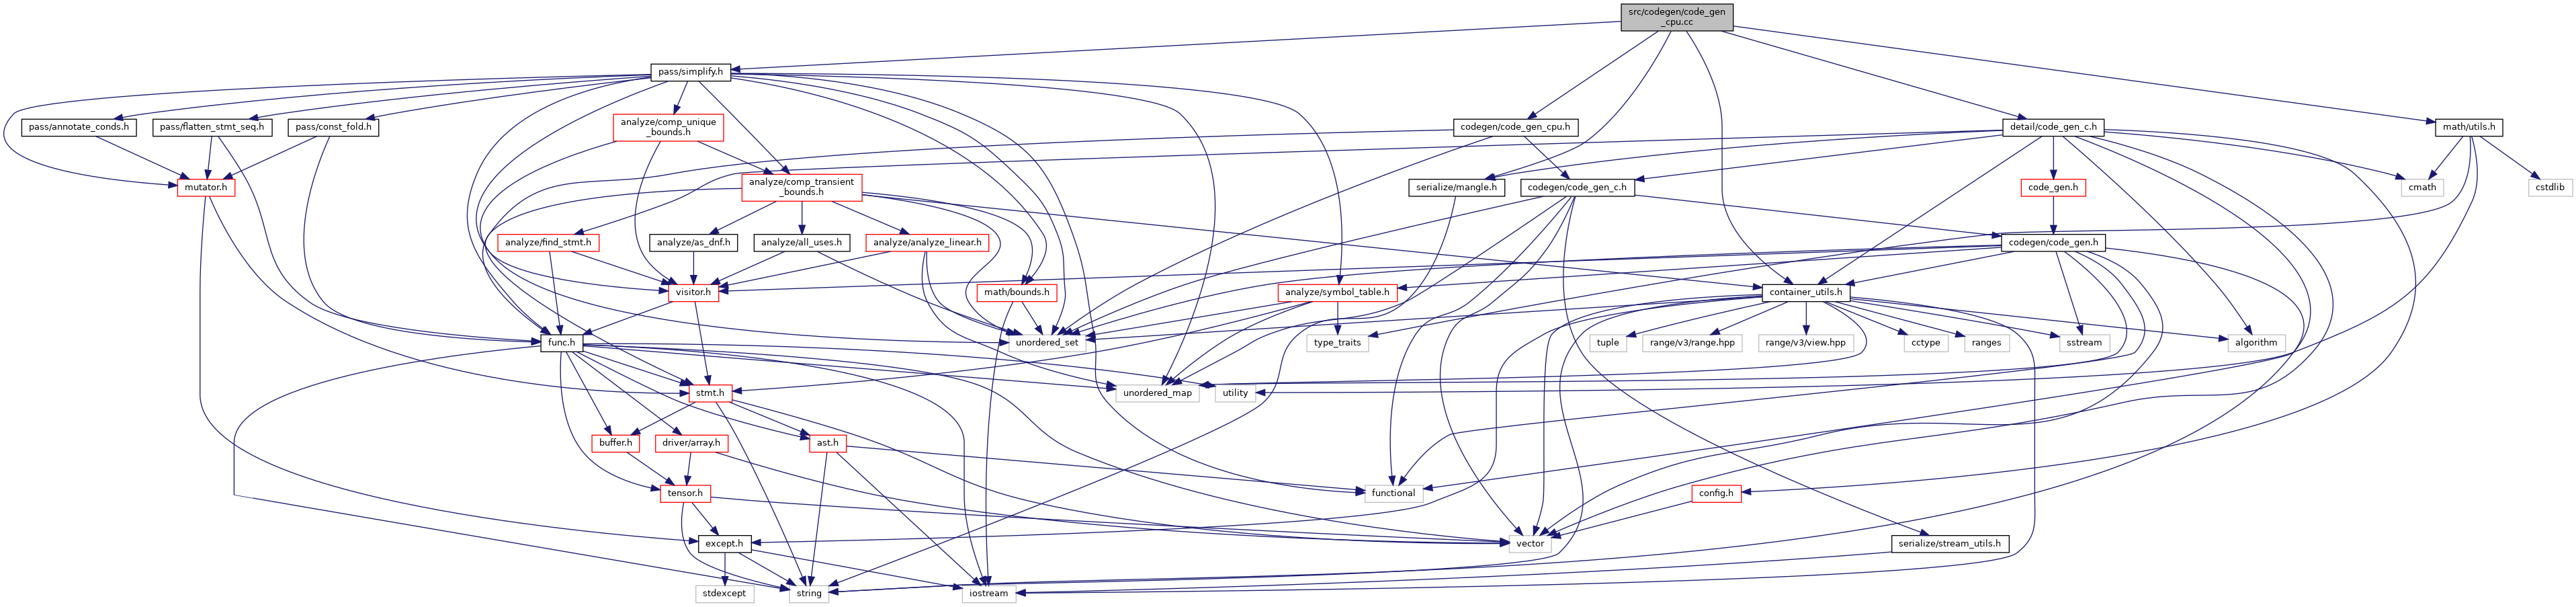 src/codegen/code_gen
_cpu.cc
pass/simplify.h
pass/annotate_conds.h
pass/flatten_stmt_seq.h
pass/const_fold.h
analyze/comp_unique
_bounds.h
codegen/code_gen_cpu.h
detail/code_gen_c.h
math/utils.h
mutator.h
analyze/comp_transient
_bounds.h
serialize/mangle.h
codegen/code_gen_c.h
code_gen.h
cmath
cstdlib
analyze/find_stmt.h
analyze/as_dnf.h
analyze/all_uses.h
analyze/analyze_linear.h
codegen/code_gen.h
visitor.h
math/bounds.h
analyze/symbol_table.h
container_utils.h
func.h
unordered_set
type_traits
tuple
range/v3/range.hpp
range/v3/view.hpp
cctype
ranges
sstream
algorithm
stmt.h
unordered_map
utility
buffer.h
driver/array.h
ast.h
tensor.h
functional
config.h
except.h
vector
serialize/stream_utils.h
stdexcept
string
iostream